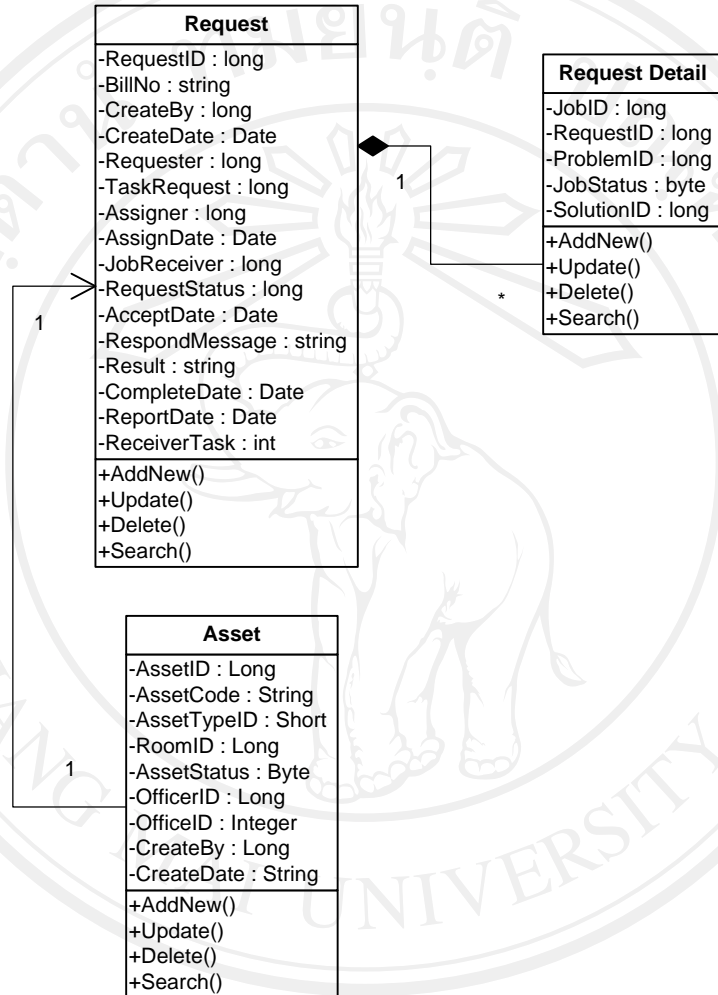 Request
-RequestID : long
-BillNo : string
-CreateBy : long
-CreateDate : Date
-Requester : long
-TaskRequest : long
-Assigner : long
-AssignDate : Date
-JobReceiver : long
-RequestStatus : long
-AcceptDate : Date
-RespondMessage : string
-Result : string
-CompleteDate : Date
-ReportDate : Date
-ReceiverTask : int
+AddNew()
+Update()
+Delete()
+Search()
1
*
Request Detail
-JobID : long
-RequestID : long
-ProblemID : long
-JobStatus : byte
-SolutionID : long
+AddNew()
+Update()
+Delete()
+Search()
1
1
Asset
-AssetID : Long
-AssetCode : String
-AssetTypeID : Short
-RoomID : Long
-AssetStatus : Byte
-OfficerID : Long
-OfficeID : Integer
-CreateBy : Long
-CreateDate : String
+AddNew()
+Update()
+Delete()
+Search()
UNIVERSITY